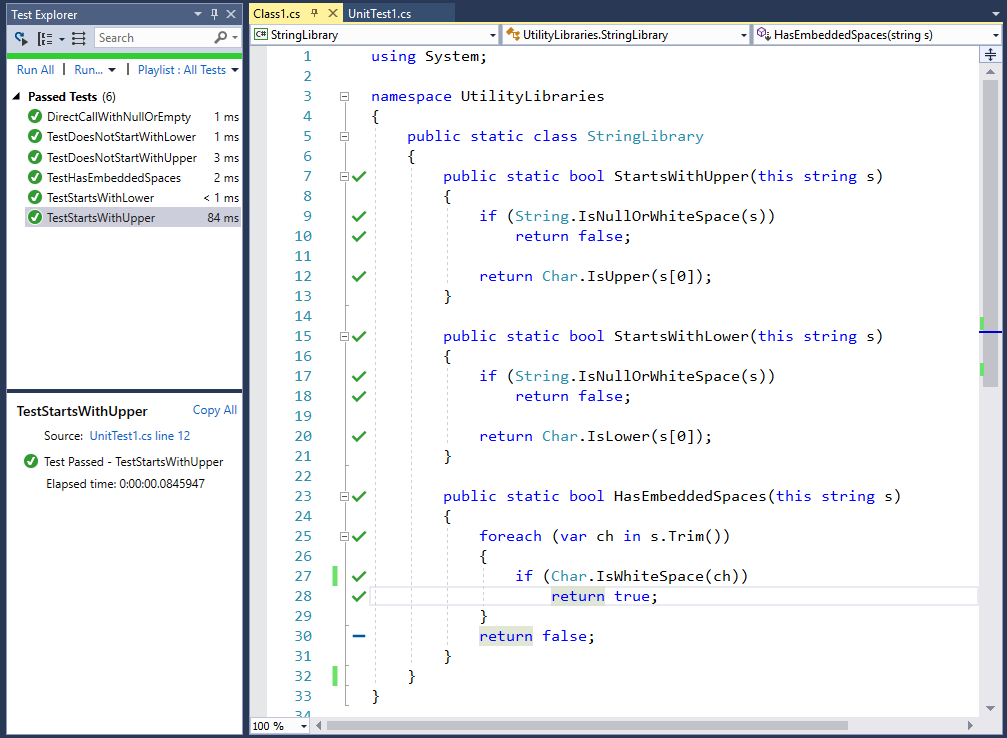 Test Explorer
Search
Run All | Run... | Playlist : All Tests
Passed Tests (6)
DirectCallWithNullOrEmpty 1 ms
TestDoesNotStartWithLower 1 ms
TestDoesNotStartWithUpper 3 ms
TestHasEmbeddedSpaces 2 ms
TestStartsWithLower < 1 ms
TestStartsWithUpper 84 ms
TestStartsWithUpper Copy All
Source: UnitTest1.cs line 12
Test Passed - TestStartsWithUpper
Elapsed time: 0:00:00.0845947
Class1.cs UnitTest1.cs
C# StringLibrary UtilityLibraries.StringLibrary HasEmbeddedSpaces(string s)
1 using System;
2
3 namespace UtilityLibraries
4 {
5 public static class StringLibrary
6 {
7 public static bool StartsWithUpper(this string s)
8 {
9 if (String.IsNullOrWhiteSpace(s))
10 return false;
11
12 return Char.IsUpper(s[0]);
13 }
14
15 public static bool StartsWithLower(this string s)
16 {
17 if (String.IsNullOrWhiteSpace(s))
18 return false;
19
20 return Char.IsLower(s[0]);
21 }
22
23 public static bool HasEmbeddedSpaces(this string s)
24 {
25 foreach (var ch in s.Trim())
26 {
27 if (Char.IsWhiteSpace(ch))
28 return true;
29 }
30 return false;
31 }
32 }
33 }
34
100 %